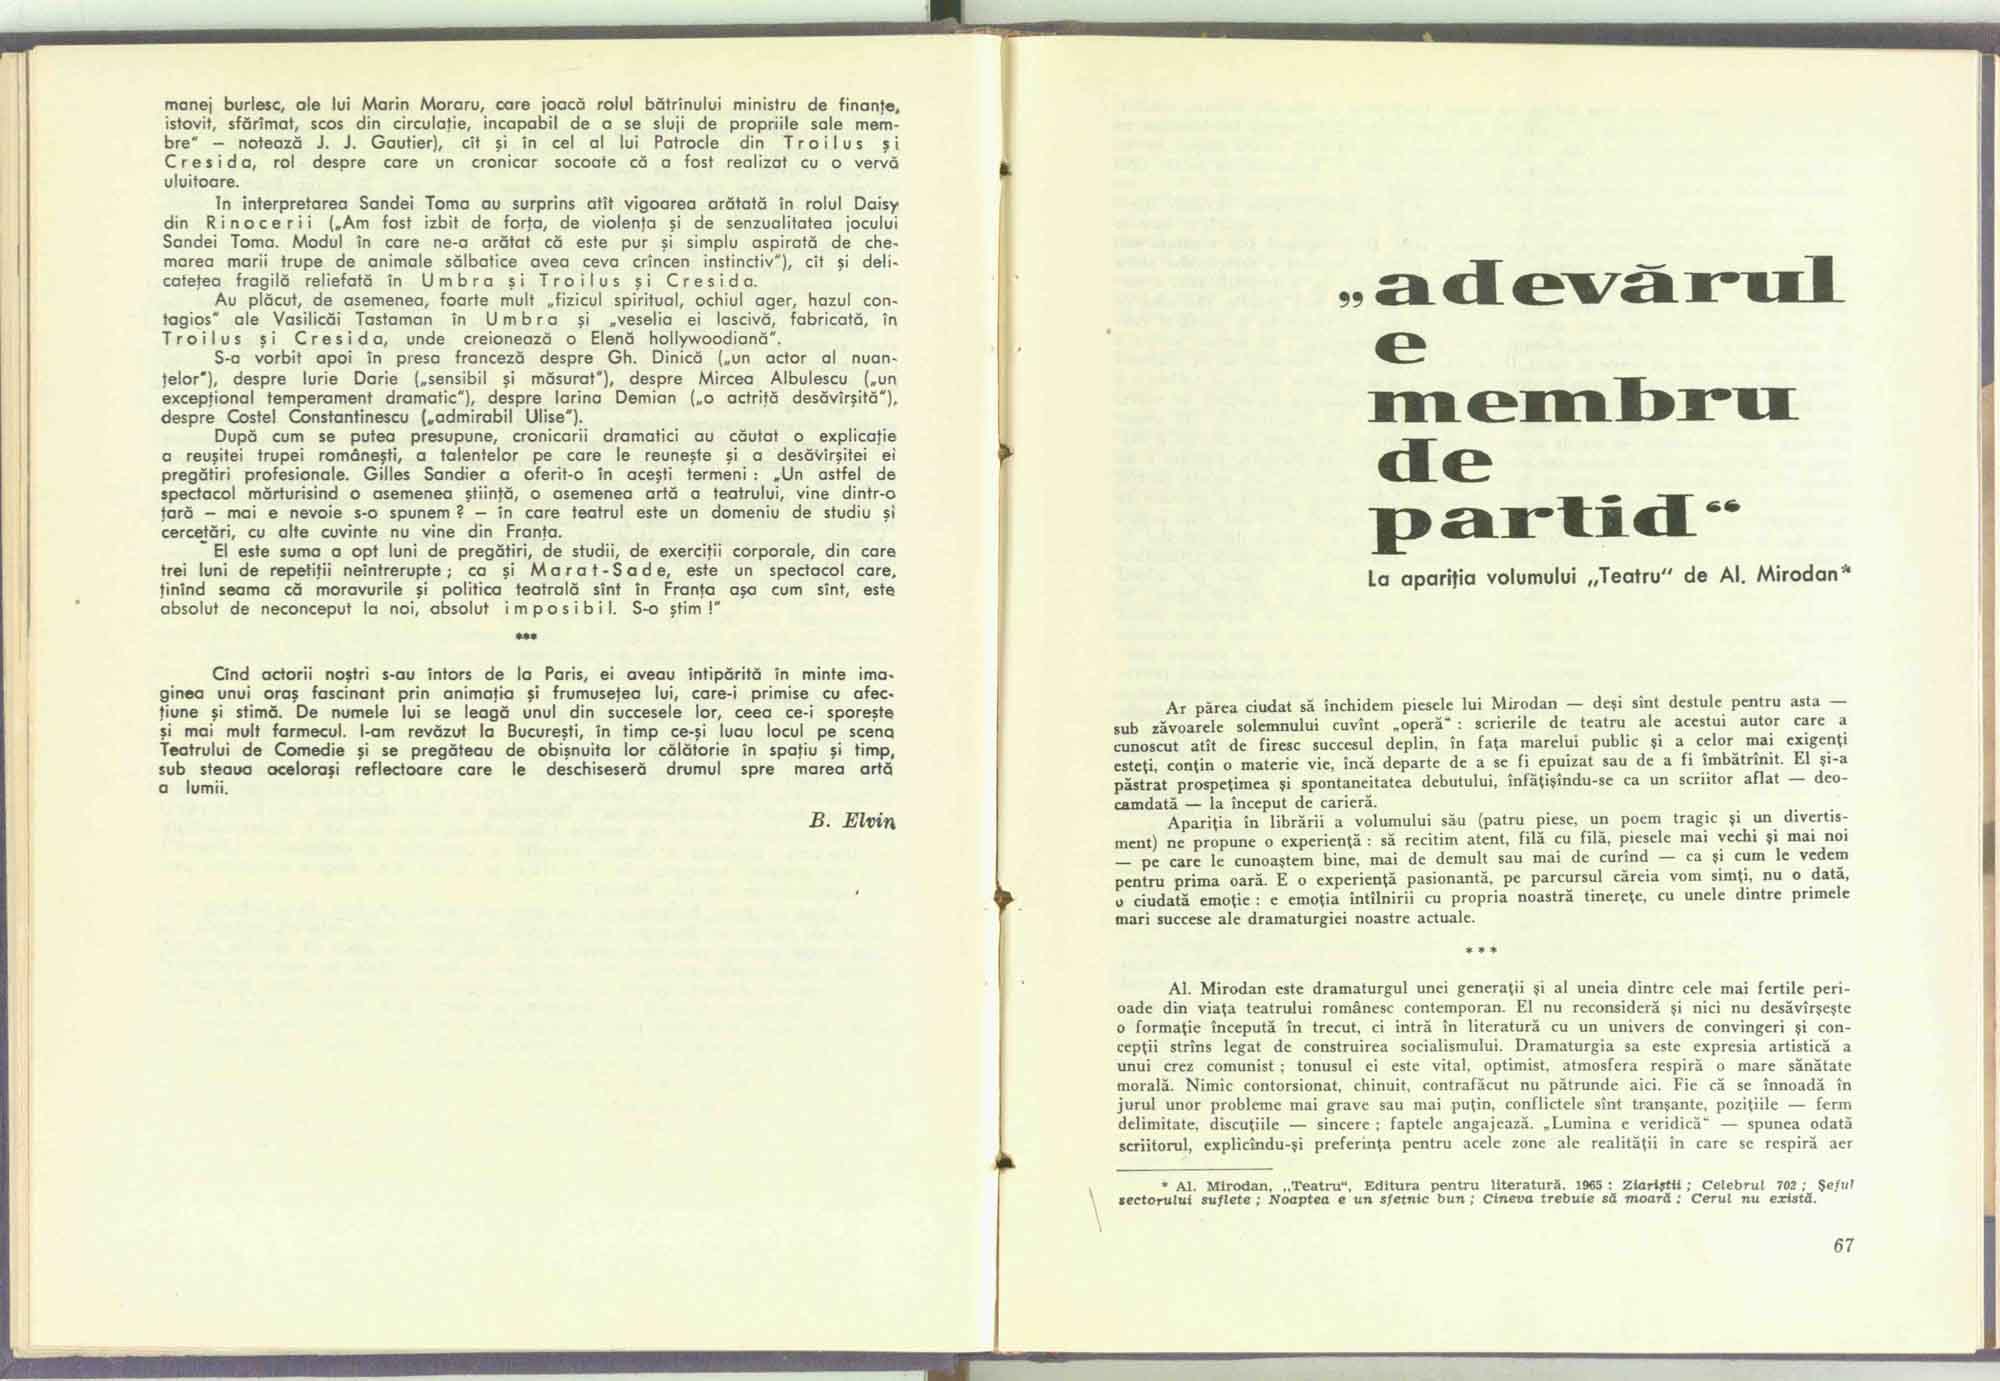 manej burlesc, ale lui Marin Moraru, care joacă rolul bătrînului ministru de finanțe,
istovit, sfărîmat, scos din circulație, incapabil de a se sluji de propriile sale mem-
bre" – notează J. J. Gautier), cît și în cel al lui Patrocle din Troilus și
Cresida, rol despre care un cronicar socoate că a fost realizat cu o vervă
uluitoare.
In interpretarea Sandei Toma au surprins atît vigoarea arătată în rolul Daisy
din Rinocerii („Am fost izbit de forța, de violența și de senzualitatea jocului
Sandei Toma. Modul în care ne-a arătat că este pur și simplu aspirată de che-
marea marii trupe de animale sălbatice avea ceva crîncen instinctiv"), cît și deli-
catețea fragilă reliefată în Umbra și Troilus și Cresida.
Au plăcut, de asemenea, foarte mult „fizicul spiritual, ochiul ager, hazul con-
tagios" ale Vasilicăi Tastaman în Umbra și „veselia ei lascivă, fabricată, în
Troilus și Cresida, unde creionează o Elenă hollywoodiană".
S-a vorbit apoi în presa franceză despre Gh. Dinică („un actor al nuan-
țelor"), despre Iurie Darie („sensibil și măsurat"), despre Mircea Albulescu („un
excepțional temperament dramatic"), despre Iarina Demian („o actriță desăvîrșită"),
despre Costel Constantinescu („admirabil Ulise").
După cum se putea presupune, cronicarii dramatici au căutat o explicație
a reușitei trupei românești, a talentelor pe care le reunește și a desăvîrșitei ei
pregătiri profesionale. Gilles Sandier a oferit-o în acești termeni : „Un astfel de
spectacol mărturisind o asemenea știință, o asemenea artă a teatrului, vine dintr-o
țară – mai e nevoie s-o spunem ? – în care teatrul este un domeniu de studiu și
cercetări, cu alte cuvinte nu vine din Franța.
El este suma a opt luni de pregătiri, de studii, de exerciții corporale, din care
trei luni de repetiții neîntrerupte ; ca și Marat-Sade, este un spectacol care,
ținînd seama că moravurile și politica teatrală sînt în Franța așa cum sînt, este
absolut de neconceput la noi, absolut imposibil. S-o știm !"
***
Cînd actorii noștri s-au întors de la Paris, ei aveau întipărită în minte ima-
ginea unui oraș fascinant prin animația și frumusețea lui, care-i primise cu afec-
țiune și stimă. De numele lui se leagă unul din succesele lor, ceea ce-i sporește
și mai mult farmecul. I-am revăzut la București, în timp ce-și luau locul pe scena
Teatrului de Comedie și se pregăteau de obișnuita lor călătorie în spațiu și timp,
sub steaua acelorași reflectoare care le deschiseseră drumul spre marea artă
a lumii.
B. Elvin
„adevărul
e
membru
de
partid“
La apariția volumului „Teatru" de Al. Mirodan*
Ar părea ciudat să închidem piesele lui Mirodan — deși sînt destule pentru asta —
sub zăvoarele solemnului cuvînt „operă“ : scrierile de teatru ale acestui autor care a
cunoscut atît de firesc succesul deplin, în fața marelui public și a celor mai exigenți
esteți, conțin o materie vie, încă departe de a se fi epuizat sau de a fi îmbătrînit. El și-a
păstrat prospețimea și spontaneitatea debutului, înfățișîndu-se ca un scriitor aflat — deo-
camdată — la început de carieră.
Apariția în librării a volumului său (patru piese, un poem tragic și un divertis-
ment) ne propune o experiență : să recitim atent, filă cu filă, piesele mai vechi și mai noi
— pe care le cunoaștem bine, mai de demult sau mai de curînd — ca și cum le vedem
pentru prima oară. E o experiență pasionantă, pe parcursul căreia vom simți, nu o dată,
o ciudată emoție : e emoția întîlnirii cu propria noastră tinerețe, cu unele dintre primele
mari succese ale dramaturgiei noastre actuale.
***
Al. Mirodan este dramaturgul unei generații și al uneia dintre cele mai fertile peri-
oade din viața teatrului românesc contemporan. El nu reconsideră și nici nu desăvîrșește
o formație începută în trecut, ci intră în literatură cu un univers de convingeri și con-
cepții strîns legat de construirea socialismului. Dramaturgia sa este expresia artistică a
unui crez comunist ; tonusul ei este vital, optimist, atmosfera respiră o mare sănătate
morală. Nimic contorsionat, chinuit, contrafăcut nu pătrunde aici. Fie că se înnoadă în
jurul unor probleme mai grave sau mai puțin, conflictele sînt tranșante, pozițiile — ferm
delimitate, discuțiile — sincere ; faptele angajează. „Lumina e veridică“ — spunea odată
scriitorul, explicîndu-și preferința pentru acele zone ale realității în care se respiră aer
* Al. Mirodan, „Teatru“, Editura pentru literatură, 1965 : Ziariștii ; Celebrul 702 ; Șeful
sectorului suflete ; Noaptea e un sfetnic bun ; Cineva trebuie să moară ; Cerul nu există.
67